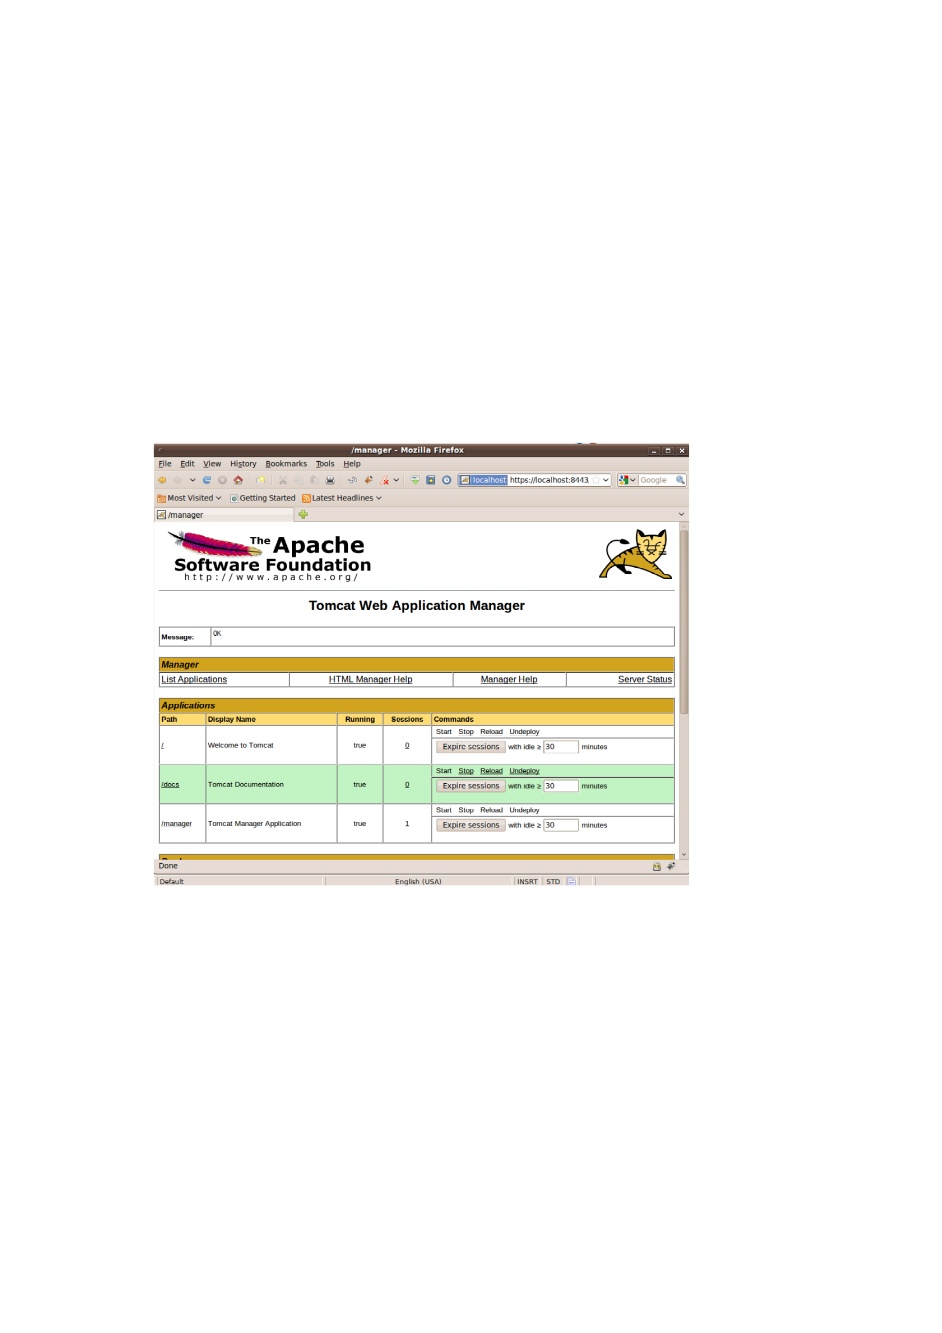 /manager - Mozilla Firefox
File Edit View History Bookmarks Tools Help
localhost https://localhost:8443, Google
Most Visited Getting Started Latest Headlines
/manager
The Apache
Software Foundation
http://www.apache.org/
Tomcat Web Application Manager
Message: OK
Manager
List Applications HTML Manager Help Manager Help Server Status
Applications
Path Display Name Running Sessions Commands
Start Stop Reload Undeploy
/ Welcome to Tomcat true 0 Expire sessions with idle ≥ 30 minutes
Start Stop Reload Undeploy
/docs Tomcat Documentation true 0 Expire sessions with idle ≥ 30 minutes
Start Stop Reload Undeploy
/manager Tomcat Manager Application true 1 Expire sessions with idle ≥ 30 minutes
Done
Default English (USA) INSRT STD